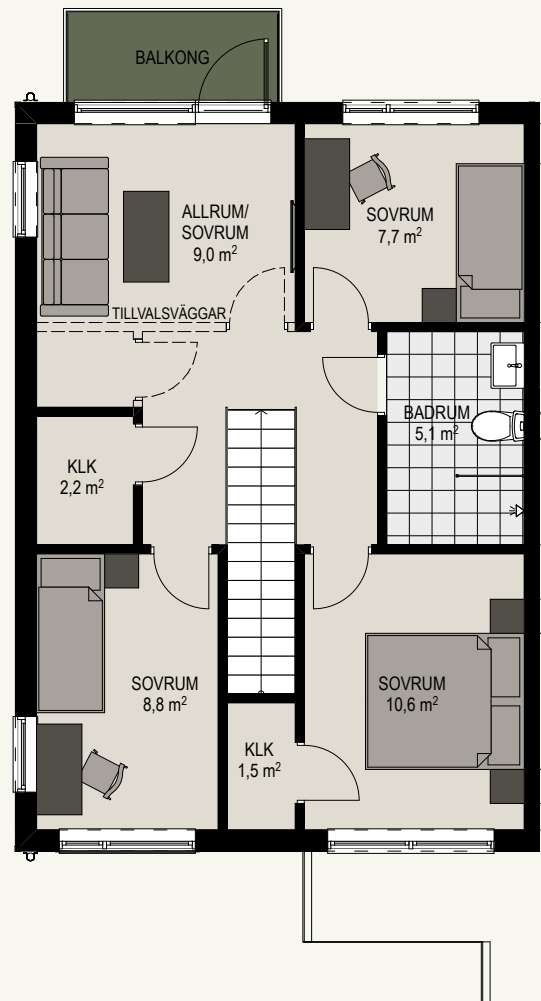 BALKONG
ALLRUM/
SOVRUM
9,0 m²
SOVRUM
7,7 m²
TILLVALSVÄGGAR
BADRUM
5,1 m²
KLK
2,2 m²
SOVRUM
8,8 m²
SOVRUM
10,6 m²
KLK
1,5 m²